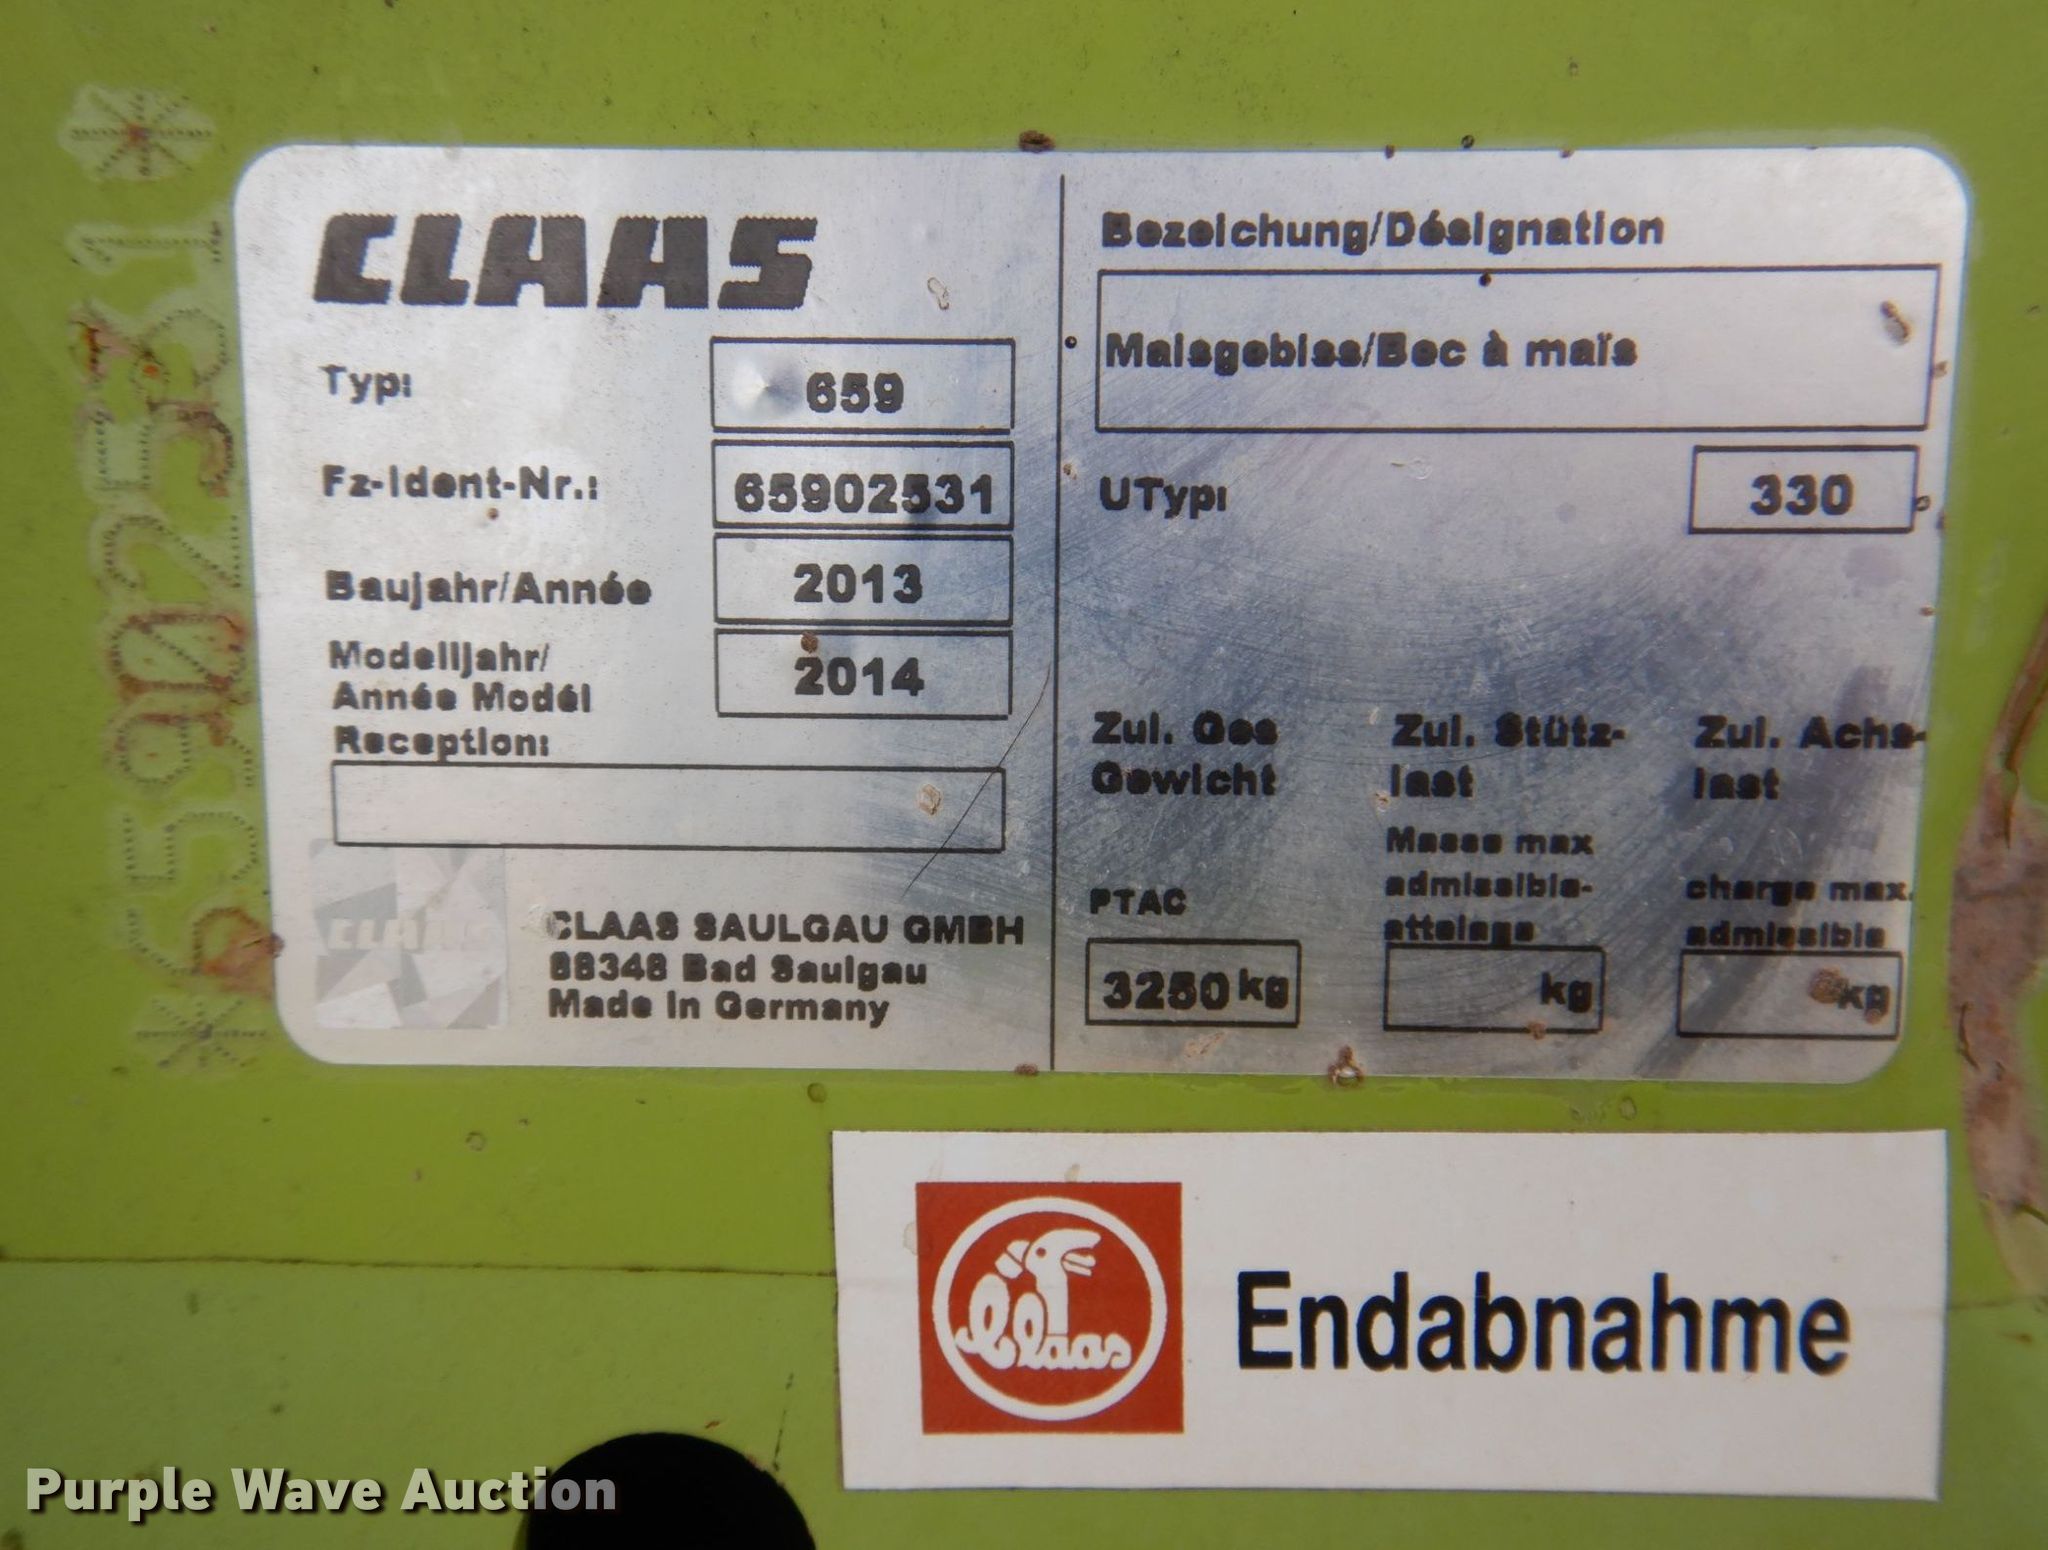 *65902531*
CLAAS
Typ: 659
Fz-Ident-Nr.: 65902531
Baujahr/Année 2013
Modelljahr/
Année Modél 2014
Reception:
CLAAS
CLAAS SAULGAU GMBH
88348 Bad Saulgau
Made in Germany
Bezeichung/Désignation
Maisgebiss/Bec à maïs
UTyp: 330
Zul. Ges
Gewicht
PTAC
3250 kg
Zul. Stütz-
last
Masse max
admissible-
attelage
kg
Zul. Achs-
last
charge max.
admissible
kg
Claas
Endabnahme
Purple Wave Auction